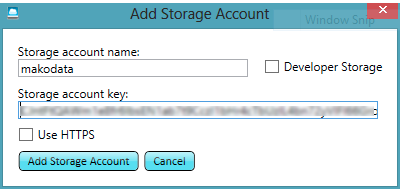 Add Storage Account
Window Snip
Storage account name:
makodata
Developer Storage
Storage account key:
Use HTTPS
Add Storage Account
Cancel